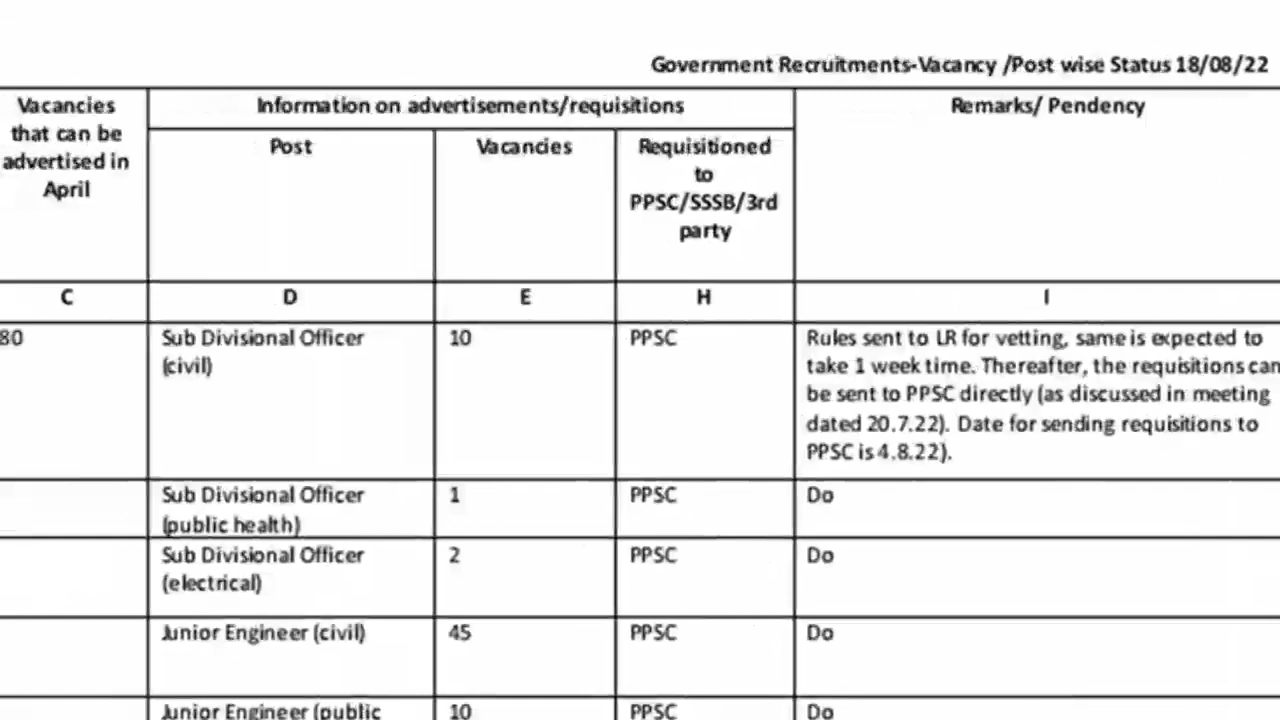 Government Recruitments-Vacancy /Post wise Status 18/08/22
Vacancies
that can be
advertised in
April
Information on advertisements/requisitions
Remarks/ Pendency
Post
Vacancies
Requisitioned
to
PPSC/SSSB/3rd
party
C
D
E
H
I
80
Sub Divisional Officer
(civil)
10
PPSC
Rules sent to LR for vetting, same is expected to
take 1 week time. Thereafter, the requisitions can
be sent to PPSC directly (as discussed in meeting
dated 20.7.22). Date for sending requisitions to
PPSC is 4.8.22).
Sub Divisional Officer
(public health)
1
PPSC
Do
Sub Divisional Officer
(electrical)
2
PPSC
Do
Junior Engineer (civil)
45
PPSC
Do
Junior Engineer (public
10
PPSC
Do